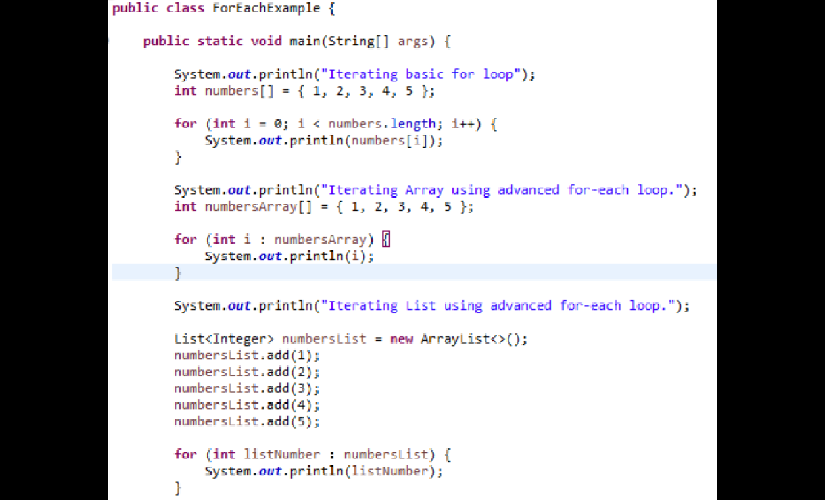 public class ForEachExample {
public static void main(String[] args) {
System.out.println("Iterating basic for loop");
int numbers[] = { 1, 2, 3, 4, 5 };
for (int i = 0; i < numbers.length; i++) {
System.out.println(numbers[i]);
}
System.out.println("Iterating Array using advanced for-each loop.");
int numbersArray[] = { 1, 2, 3, 4, 5 };
for (int i : numbersArray) {
System.out.println(i);
}
System.out.println("Iterating List using advanced for-each loop.");
List<Integer> numbersList = new ArrayList<>();
numbersList.add(1);
numbersList.add(2);
numbersList.add(3);
numbersList.add(4);
numbersList.add(5);
for (int listNumber : numbersList) {
System.out.println(listNumber);
}